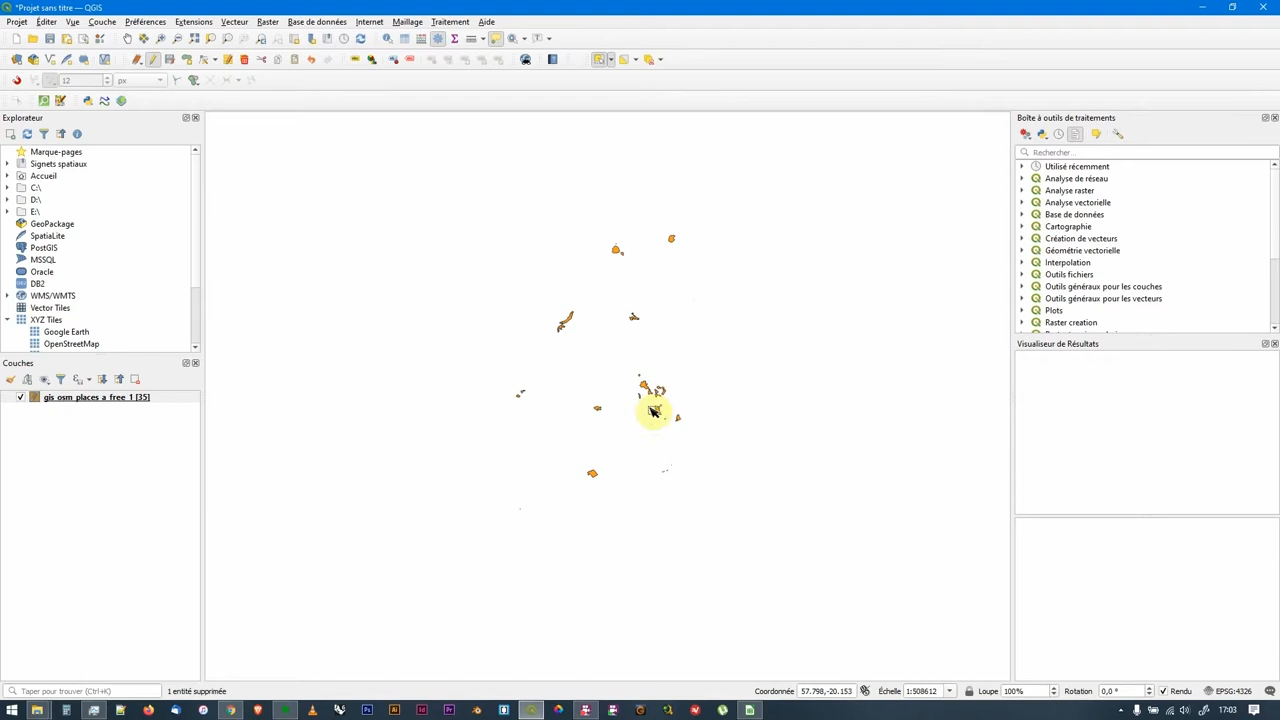 *Projet sans titre — QGIS
Projet Éditer Vue Couche Préférences Extensions Vecteur Raster Base de données Internet Maillage Traitement Aide
12 px
Explorateur
Marque-pages
Signets spatiaux
Accueil
C:\
D:\
E:\
GeoPackage
SpatiaLite
PostGIS
MSSQL
Oracle
DB2
WMS/WMTS
Vector Tiles
XYZ Tiles
Google Earth
OpenStreetMap
Couches
gis_osm_places_a_free_1 [35]
Boîte à outils de traitements
Rechercher...
Utilisé récemment
Analyse de réseau
Analyse raster
Analyse vectorielle
Base de données
Cartographie
Création de vecteurs
Géométrie vectorielle
Interpolation
Outils fichiers
Outils généraux pour les couches
Outils généraux pour les vecteurs
Plots
Raster creation
Visualiseur de Résultats
Taper pour trouver (Ctrl+K) 1 entité supprimée Coordonnée 57.798,-20.153 Échelle 1:508612 Loupe 100% Rotation 0,0 ° Rendu EPSG:4326
17:03